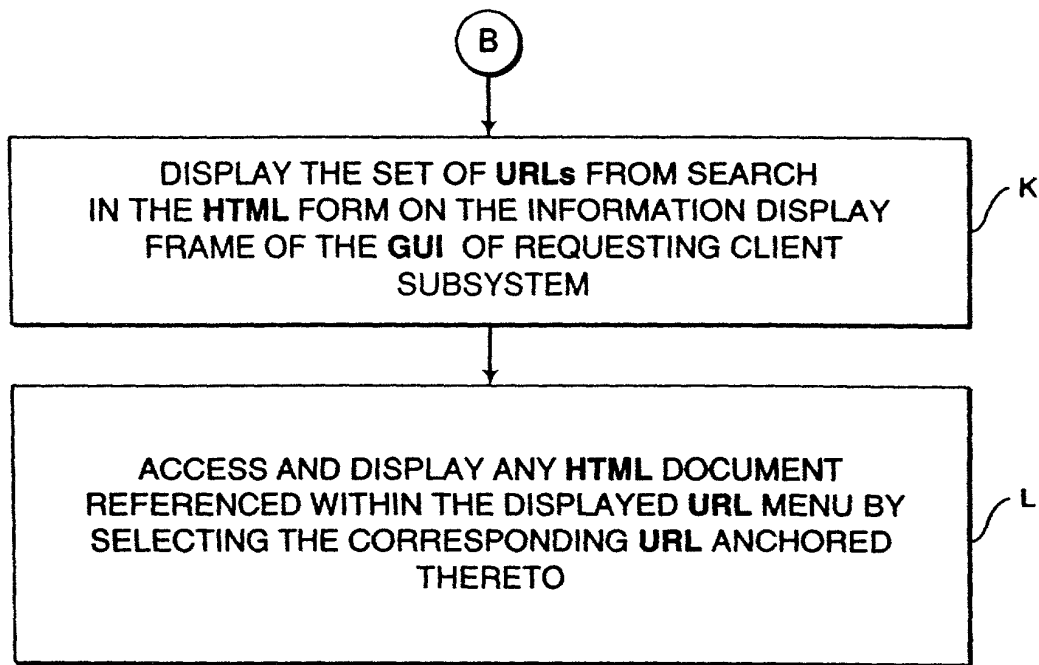 B
DISPLAY THE SET OF URLs FROM SEARCH
IN THE HTML FORM ON THE INFORMATION DISPLAY
FRAME OF THE GUI OF REQUESTING CLIENT
SUBSYSTEM
K
ACCESS AND DISPLAY ANY HTML DOCUMENT
REFERENCED WITHIN THE DISPLAYED URL MENU BY
SELECTING THE CORRESPONDING URL ANCHORED
THERETO
L